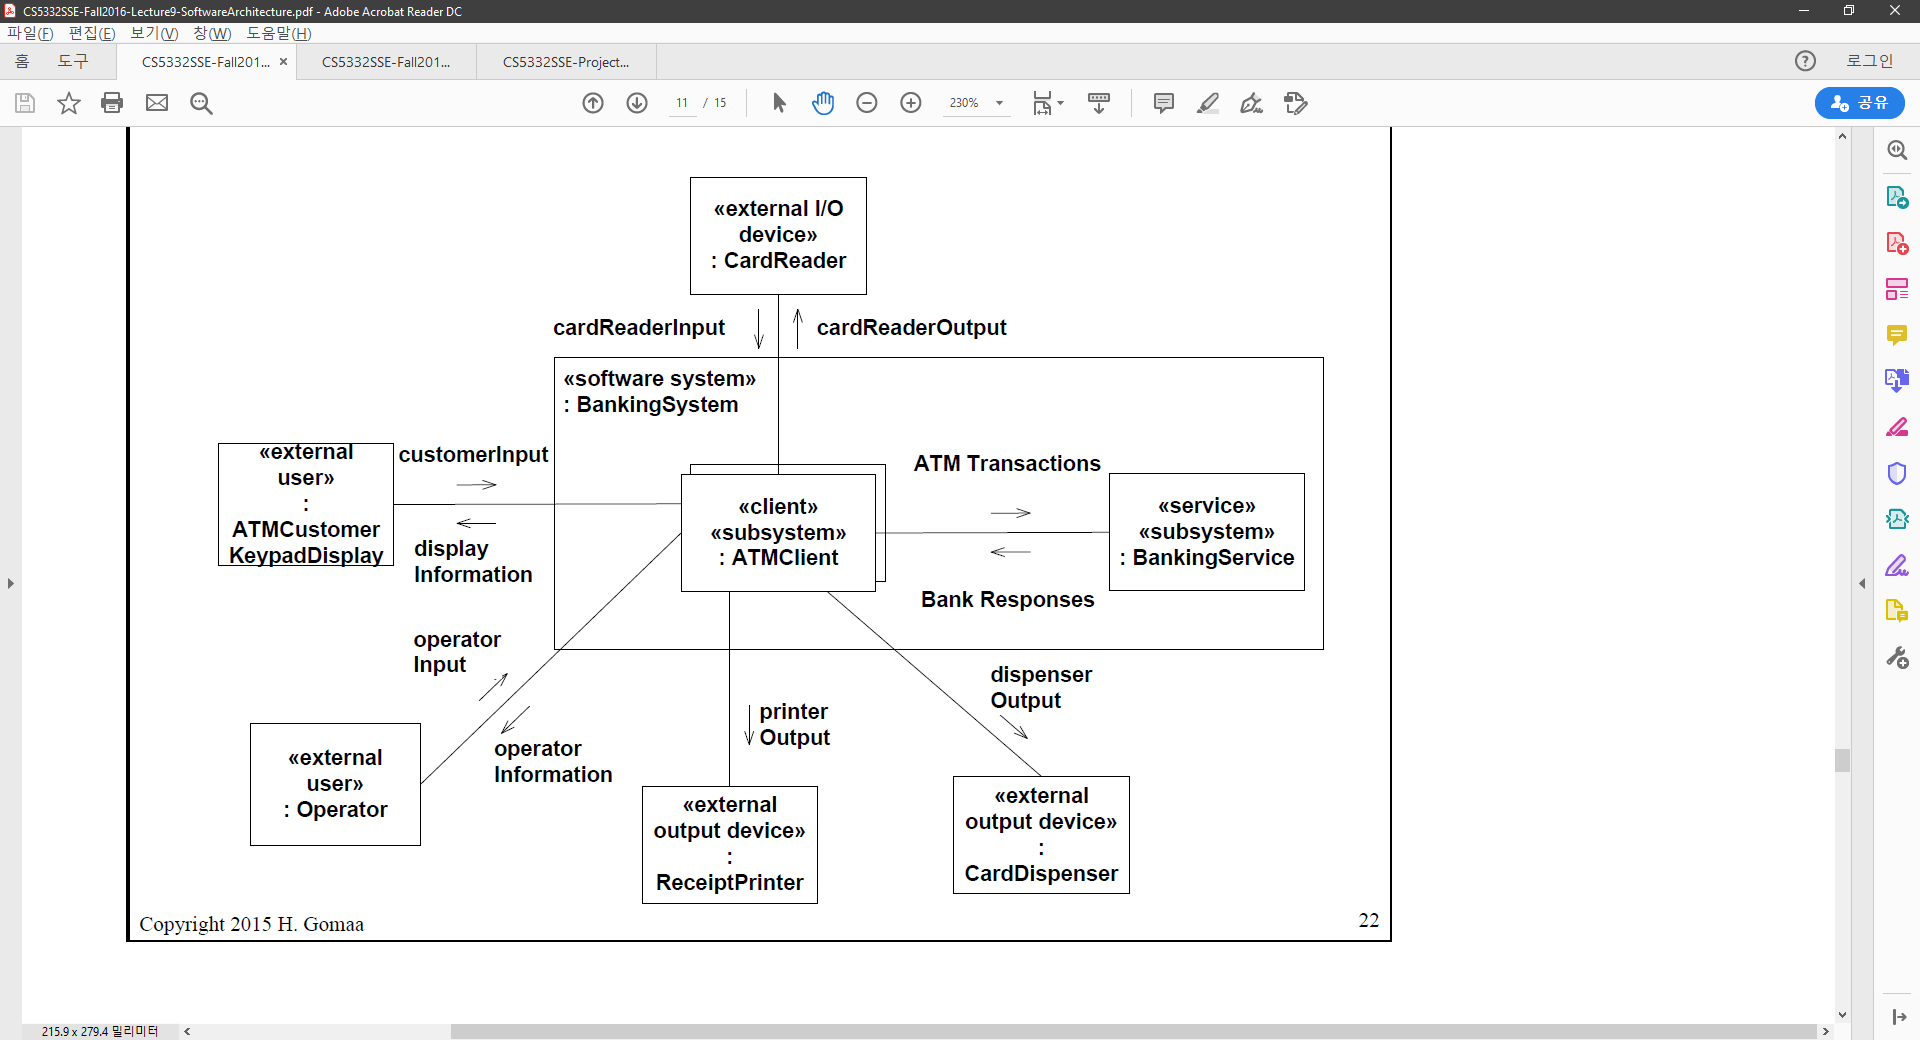 CS5332SSE-Fall2016-Lecture9-SoftwareArchitecture.pdf - Adobe Acrobat Reader DC
파일(F) 편집(E) 보기(V) 창(W) 도움말(H)
홈 도구 CS5332SSE-Fall201... CS5332SSE-Fall201... CS5332SSE-Project... 로그인
11 / 15 230% 공유
«external I/O
device»
: CardReader
cardReaderInput cardReaderOutput
«software system»
: BankingSystem
«external
user»
:
ATMCustomer
KeypadDisplay
customerInput
display
Information
«client»
«subsystem»
: ATMClient
ATM Transactions
Bank Responses
«service»
«subsystem»
: BankingService
operator
Input
operator
Information
«external
user»
: Operator
printer
Output
dispenser
Output
«external
output device»
:
ReceiptPrinter
«external
output device»
:
CardDispenser
Copyright 2015 H. Gomaa 22
215.9 x 279.4 밀리미터